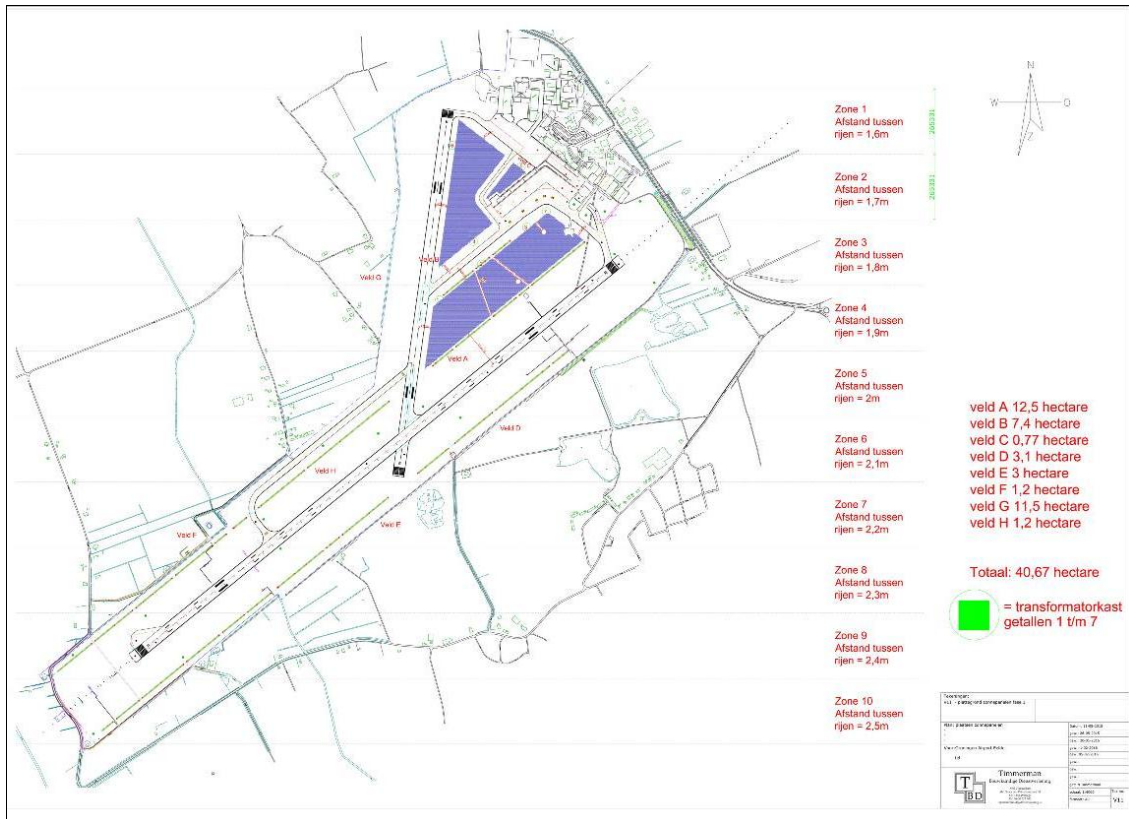 N
W
O
Z
Zone 1
Afstand tussen
rijen = 1,6m
Zone 2
Afstand tussen
rijen = 1,7m
Zone 3
Afstand tussen
rijen = 1,8m
Zone 4
Afstand tussen
rijen = 1,9m
Zone 5
Afstand tussen
rijen = 2m
Zone 6
Afstand tussen
rijen = 2,1m
Zone 7
Afstand tussen
rijen = 2,2m
Zone 8
Afstand tussen
rijen = 2,3m
Zone 9
Afstand tussen
rijen = 2,4m
Zone 10
Afstand tussen
rijen = 2,5m
Veld B
Veld G
Veld A
Veld D
Veld H
Veld E
Veld F
veld A 12,5 hectare
veld B 7,4 hectare
veld C 0,77 hectare
veld D 3,1 hectare
veld E 3 hectare
veld F 1,2 hectare
veld G 11,5 hectare
veld H 1,2 hectare
Totaal: 40,67 hectare
= transformatorkast
getallen 1 t/m 7
Timmerman
Bouwkundige Dienstverlening
T
BD
V11